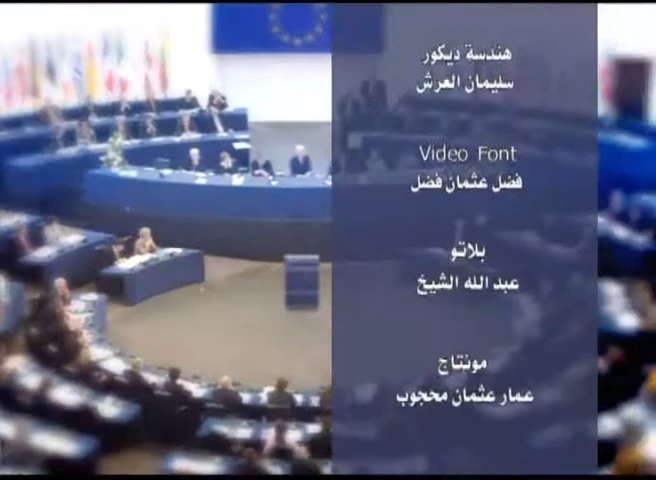 هندسة ديكور
سليمان العرش
Video Font
فضل عثمان فضل
بلاتو
عبد الله الشيخ
مونتاج
عمار عثمان محجوب